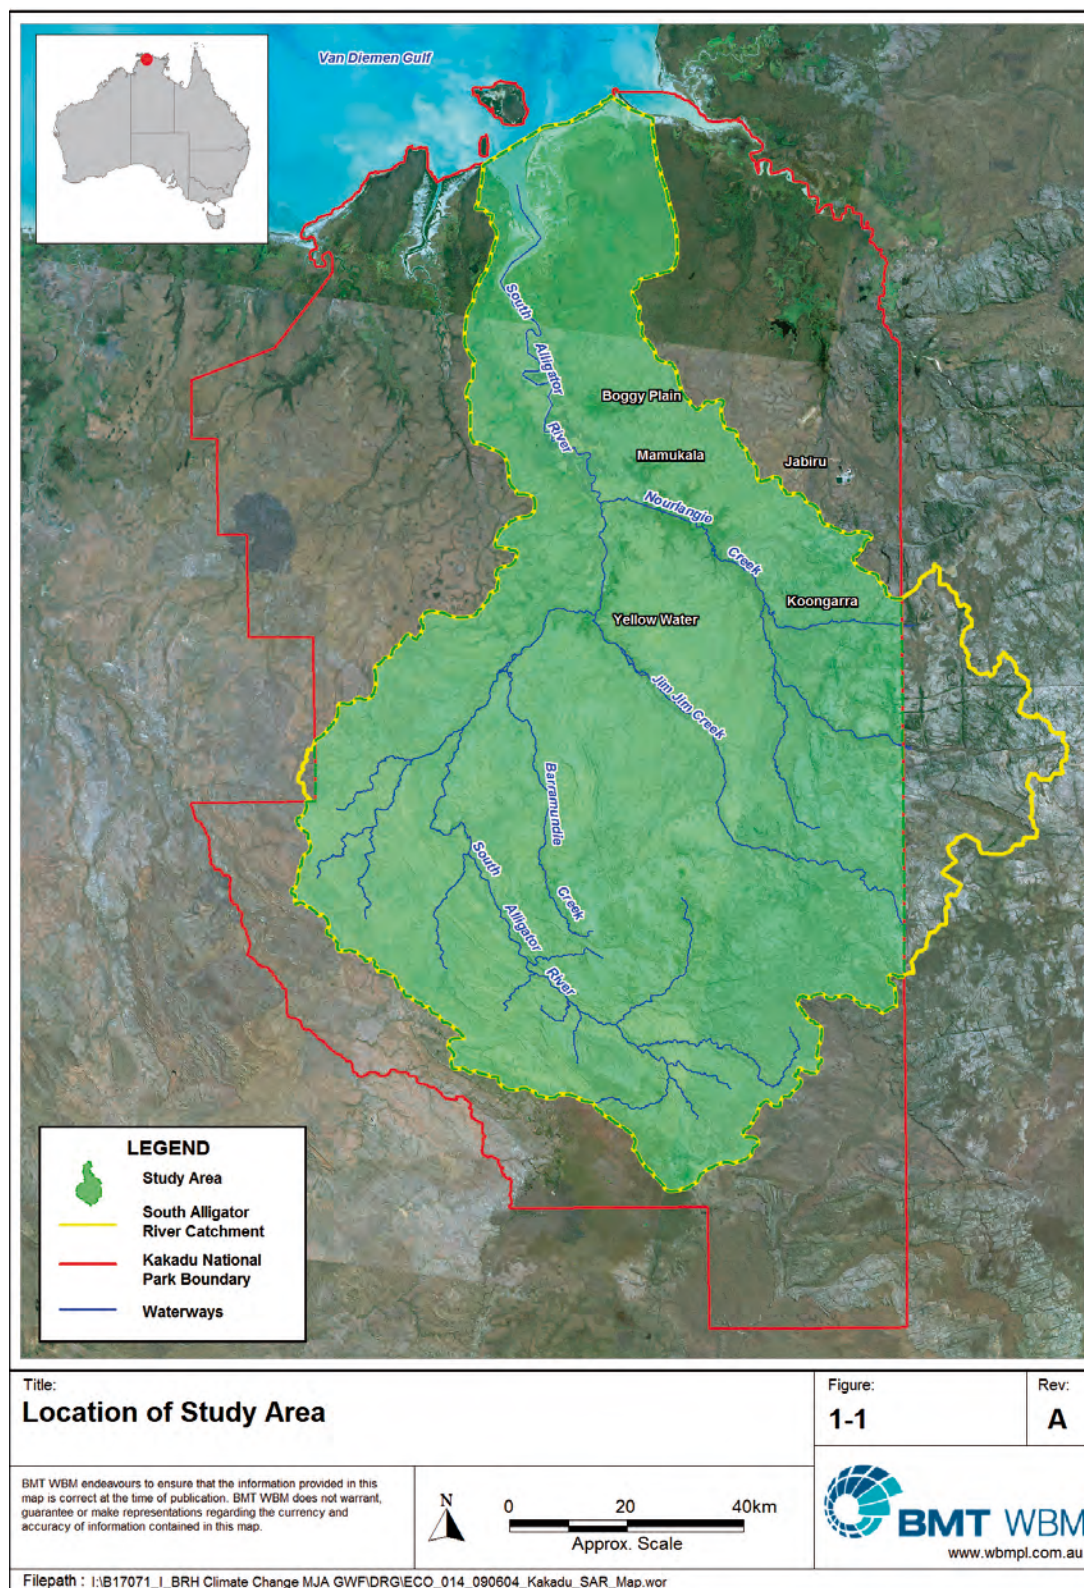 Van Diemen Gulf
South
Alligator
River
Boggy Plain
Mamukala
Jabiru
Nourlangie
Creek
Koongarra
Yellow Water
Jim Jim Creek
Barramundie
Creek
South
Alligator
River
LEGEND
Study Area
South Alligator
River Catchment
Kakadu National
Park Boundary
Waterways
Title:
Location of Study Area
Figure:
1-1
Rev:
A
BMT WBM endeavours to ensure that the information provided in this
map is correct at the time of publication. BMT WBM does not warrant,
guarantee or make representations regarding the currency and
accuracy of information contained in this map.
N
0 20 40km
Approx. Scale
BMT WBM
www.wbmpl.com.au
Filepath : I:\B17071_I_BRH Climate Change MJA GWF\DRG\ECO_014_090604_Kakadu_SAR_Map.wor